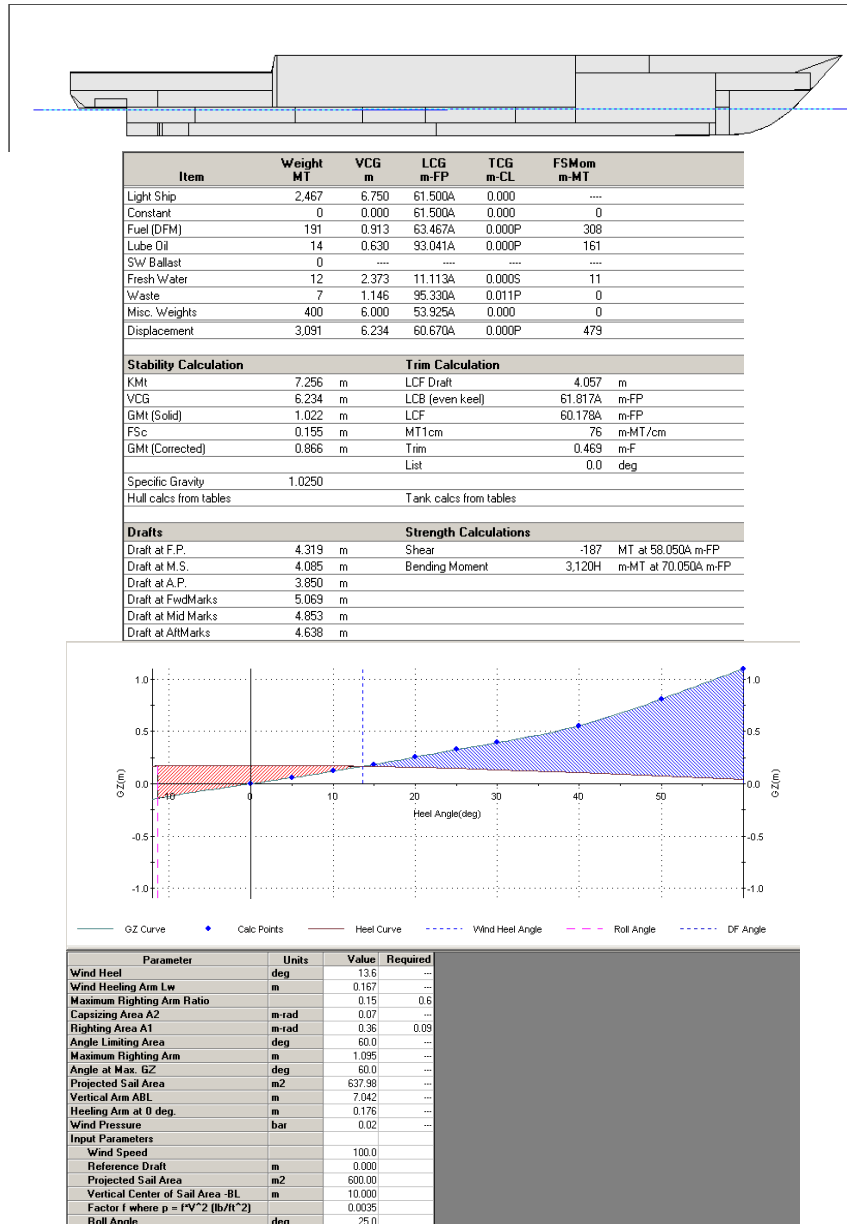 Item Weight MT VCG m LCG m-FP TCG m-CL FSMom m-MT
Light Ship 2,467 6.750 61.500A 0.000 ----
Constant 0 0.000 61.500A 0.000 0
Fuel (DFM) 191 0.913 63.467A 0.000P 308
Lube Oil 14 0.630 93.041A 0.000P 161
SW Ballast 0 ---- ---- ---- ----
Fresh Water 12 2.373 11.113A 0.000S 11
Waste 7 1.146 95.330A 0.011P 0
Misc. Weights 400 6.000 53.925A 0.000 0
Displacement 3,091 6.234 60.670A 0.000P 479
Stability Calculation Trim Calculation
KMt 7.256 m LCF Draft 4.057 m
VCG 6.234 m LCB (even keel) 61.817A m-FP
GMt (Solid) 1.022 m LCF 60.178A m-FP
FSc 0.155 m MT1cm 76 m-MT/cm
GMt (Corrected) 0.866 m Trim 0.469 m-F
List 0.0 deg
Specific Gravity 1.0250
Hull calcs from tables Tank calcs from tables
Drafts Strength Calculations
Draft at F.P. 4.319 m Shear -187 MT at 58.050A m-FP
Draft at M.S. 4.085 m Bending Moment 3,120H m-MT at 70.050A m-FP
Draft at A.P. 3.850 m
Draft at FwdMarks 5.069 m
Draft at Mid Marks 4.853 m
Draft at AftMarks 4.638 m
1.0 1.0
0.5 0.5
GZ(m) 0.0 0.0 GZ(m)
-10 0 10 20 30 40 50
Heel Angle(deg)
-0.5 -0.5
-1.0 -1.0
GZ Curve Calc Points Heel Curve Wind Heel Angle Roll Angle DF Angle
Parameter Units Value Required
Wind Heel deg 13.6 ---
Wind Heeling Arm Lw m 0.167 ---
Maximum Righting Arm Ratio 0.15 0.6
Capsizing Area A2 m-rad 0.07 ---
Righting Area A1 m-rad 0.36 0.09
Angle Limiting Area deg 60.0 ---
Maximum Righting Arm m 1.095 ---
Angle at Max. GZ deg 60.0 ---
Projected Sail Area m2 637.98 ---
Vertical Arm ABL m 7.042 ---
Heeling Arm at 0 deg. m 0.176 ---
Wind Pressure bar 0.02 ---
Input Parameters
Wind Speed 100.0
Reference Draft m 0.000
Projected Sail Area m2 600.00
Vertical Center of Sail Area -BL m 10.000
Factor f where p = f*V^2 (lb/ft^2) 0.0035
Roll Angle deg 25.0